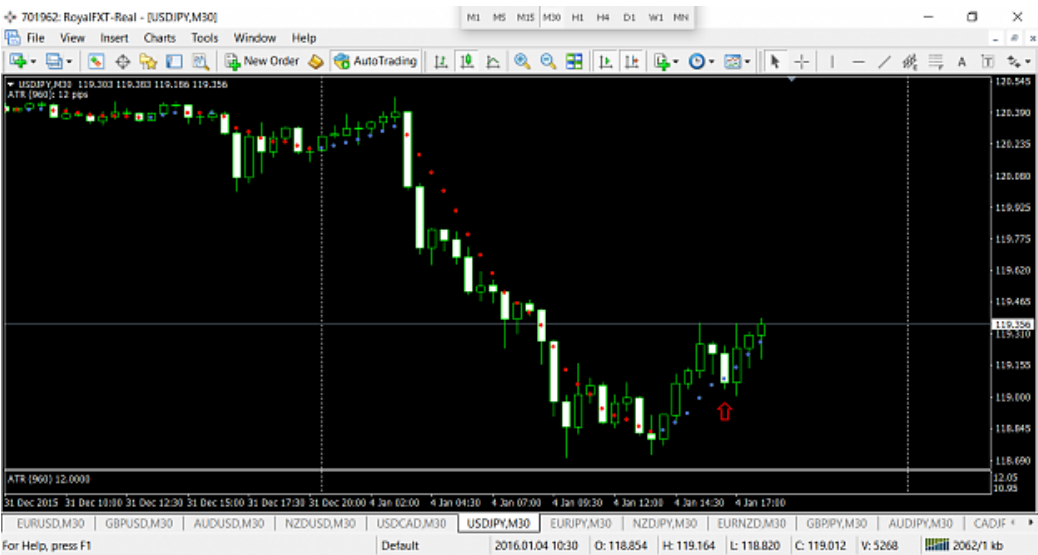 701962: RoyalFXT-Real - [USDJPY,M30]
M1 M5 M15 M30 H1 H4 D1 W1 MN
File View Insert Charts Tools Window Help
New Order AutoTrading A T
USDJPY,M30 119.303 119.383 119.186 119.356
ATR (960): 12 pips
120.545
120.390
120.235
120.080
119.925
119.775
119.620
119.465
119.356
119.310
119.155
119.000
118.845
118.690
ATR (960) 12.0000
12.05
10.95
31 Dec 2015 31 Dec 10:00 31 Dec 12:30 31 Dec 15:00 31 Dec 17:30 31 Dec 20:00 4 Jan 02:00 4 Jan 04:30 4 Jan 07:00 4 Jan 09:30 4 Jan 12:00 4 Jan 14:30 4 Jan 17:00
EURUSD,M30 GBPUSD,M30 AUDUSD,M30 NZDUSD,M30 USDCAD,M30 USDJPY,M30 EURJPY,M30 NZDJPY,M30 EURNZD,M30 GBPJPY,M30 AUDJPY,M30 CADJF
For Help, press F1 Default 2016.01.04 10:30 O: 118.854 H: 119.164 L: 118.820 C: 119.012 V: 5268 2062/1 kb